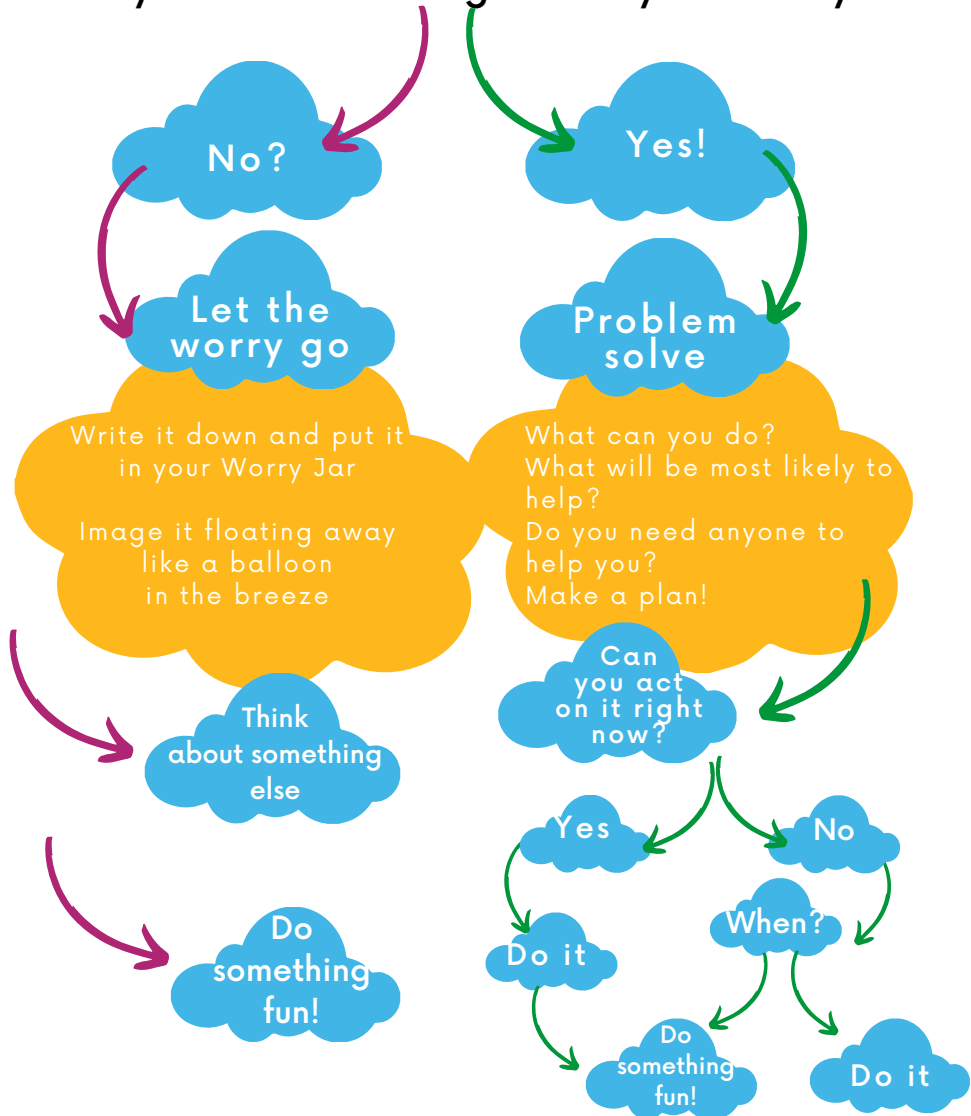 No?
Let the
worry go
Write it down and put it
in your Worry Jar
Image it floating away
like a balloon
in the breeze
Think
about something
else
Do
something
fun!
Yes!
Problem
solve
What can you do?
What will be most likely to
help?
Do you need anyone to
help you?
Make a plan!
Can
you act
on it right
now?
Yes
Do it
No
When?
Do
something
fun!
Do it